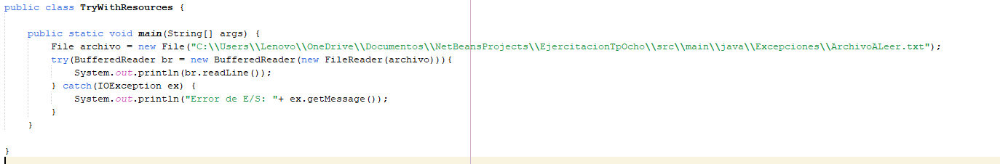 public class TryWithResources {
public static void main(String[] args) {
File archivo = new File("C:\\Users\\Lenovo\\OneDrive\\Documentos\\NetBeansProjects\\EjercitacionTpOcho\\src\\main\\java\\Excepciones\\ArchivoALeer.txt");
try(BufferedReader br = new BufferedReader(new FileReader(archivo))){
System.out.println(br.readLine());
} catch(IOException ex) {
System.out.println("Error de E/S: "+ ex.getMessage());
}
}
}